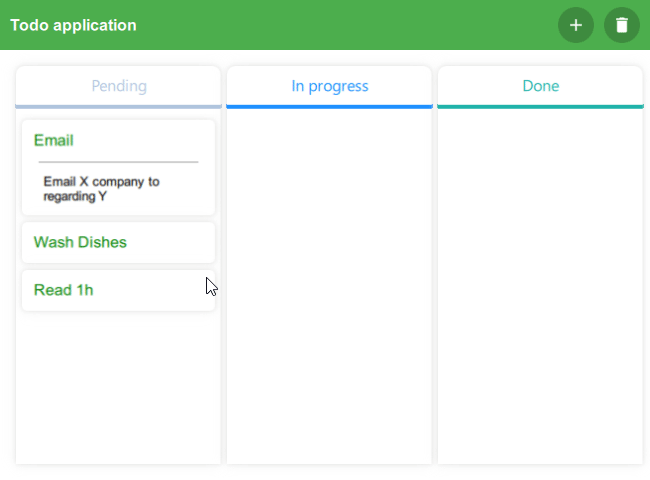 Todo application
Pending
In progress
Done
Email
Email X company to
regarding Y
Wash Dishes
Read 1h